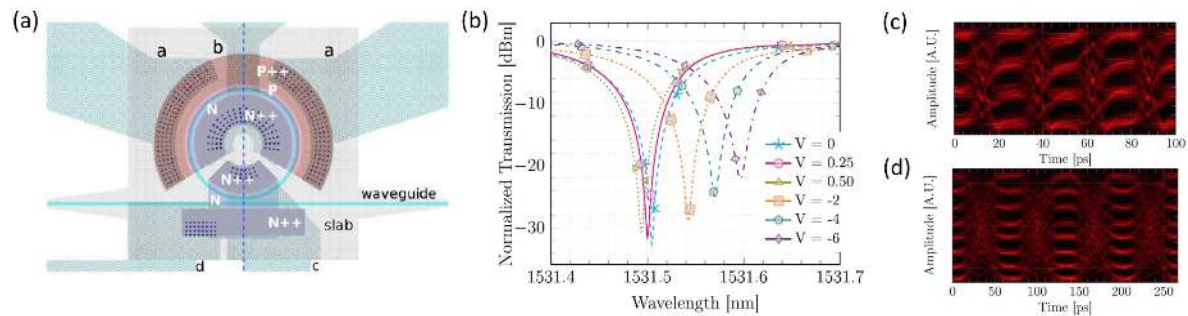 (a)
a
b
a
P++
P
N
N++
N++
waveguide
N
N++
slab
d
c
(b)
Normalized Transmission [dBm]
0
−10
−20
−30
V = 0
V = 0.25
V = 0.50
V = -2
V = -4
V = -6
1531.4
1531.5
1531.6
1531.7
Wavelength [nm]
(c)
Amplitude [A.U.]
0
20
40
60
80
100
Time [ps]
(d)
Amplitude [A.U.]
0
50
100
150
200
250
Time [ps]